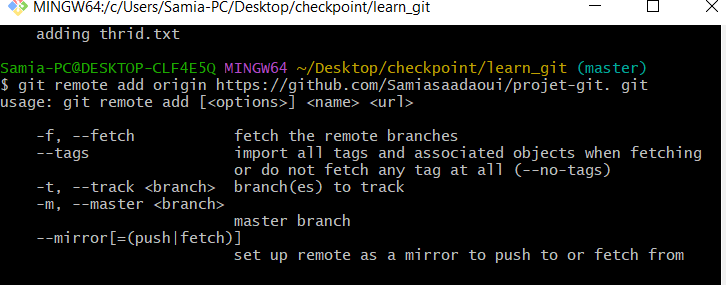 MINGW64:/c/Users/Samia-PC/Desktop/checkpoint/learn_git
adding thrid.txt
Samia-PC@DESKTOP-CLF4E5Q MINGW64 ~/Desktop/checkpoint/learn_git (master)
$ git remote add origin https://github.com/Samiasaadaoui/projet-git. git
usage: git remote add [<options>] <name> <url>
-f, --fetch fetch the remote branches
--tags import all tags and associated objects when fetching
or do not fetch any tag at all (--no-tags)
-t, --track <branch> branch(es) to track
-m, --master <branch>
master branch
--mirror[=(push|fetch)]
set up remote as a mirror to push to or fetch from